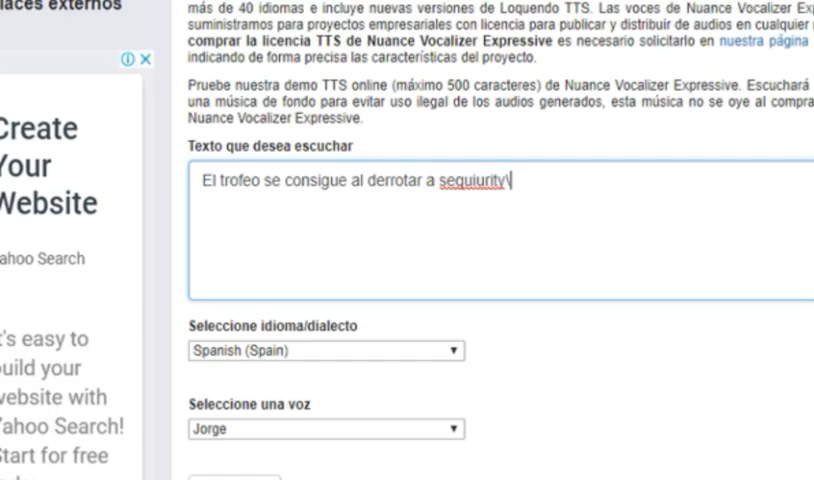 laces externos
más de 40 idiomas e incluye nuevas versiones de Loquendo TTS. Las voces de Nuance Vocalizer Exp
suministramos para proyectos empresariales con licencia para publicar y distribuir de audios en cualquier
comprar la licencia TTS de Nuance Vocalizer Expressive es necesario solicitarlo en nuestra página
indicando de forma precisa las características del proyecto.
Pruebe nuestra demo TTS online (máximo 500 caracteres) de Nuance Vocalizer Expressive. Escuchará
una música de fondo para evitar uso ilegal de los audios generados, esta música no se oye al compra
Nuance Vocalizer Expressive.
Texto que desea escuchar
El trofeo se consigue al derrotar a sequiurity\
Seleccione idioma/dialecto
Spanish (Spain)
Seleccione una voz
Jorge
Create
Your
Website
ahoo Search
t's easy to
uild your
website with
Yahoo Search!
Start for free